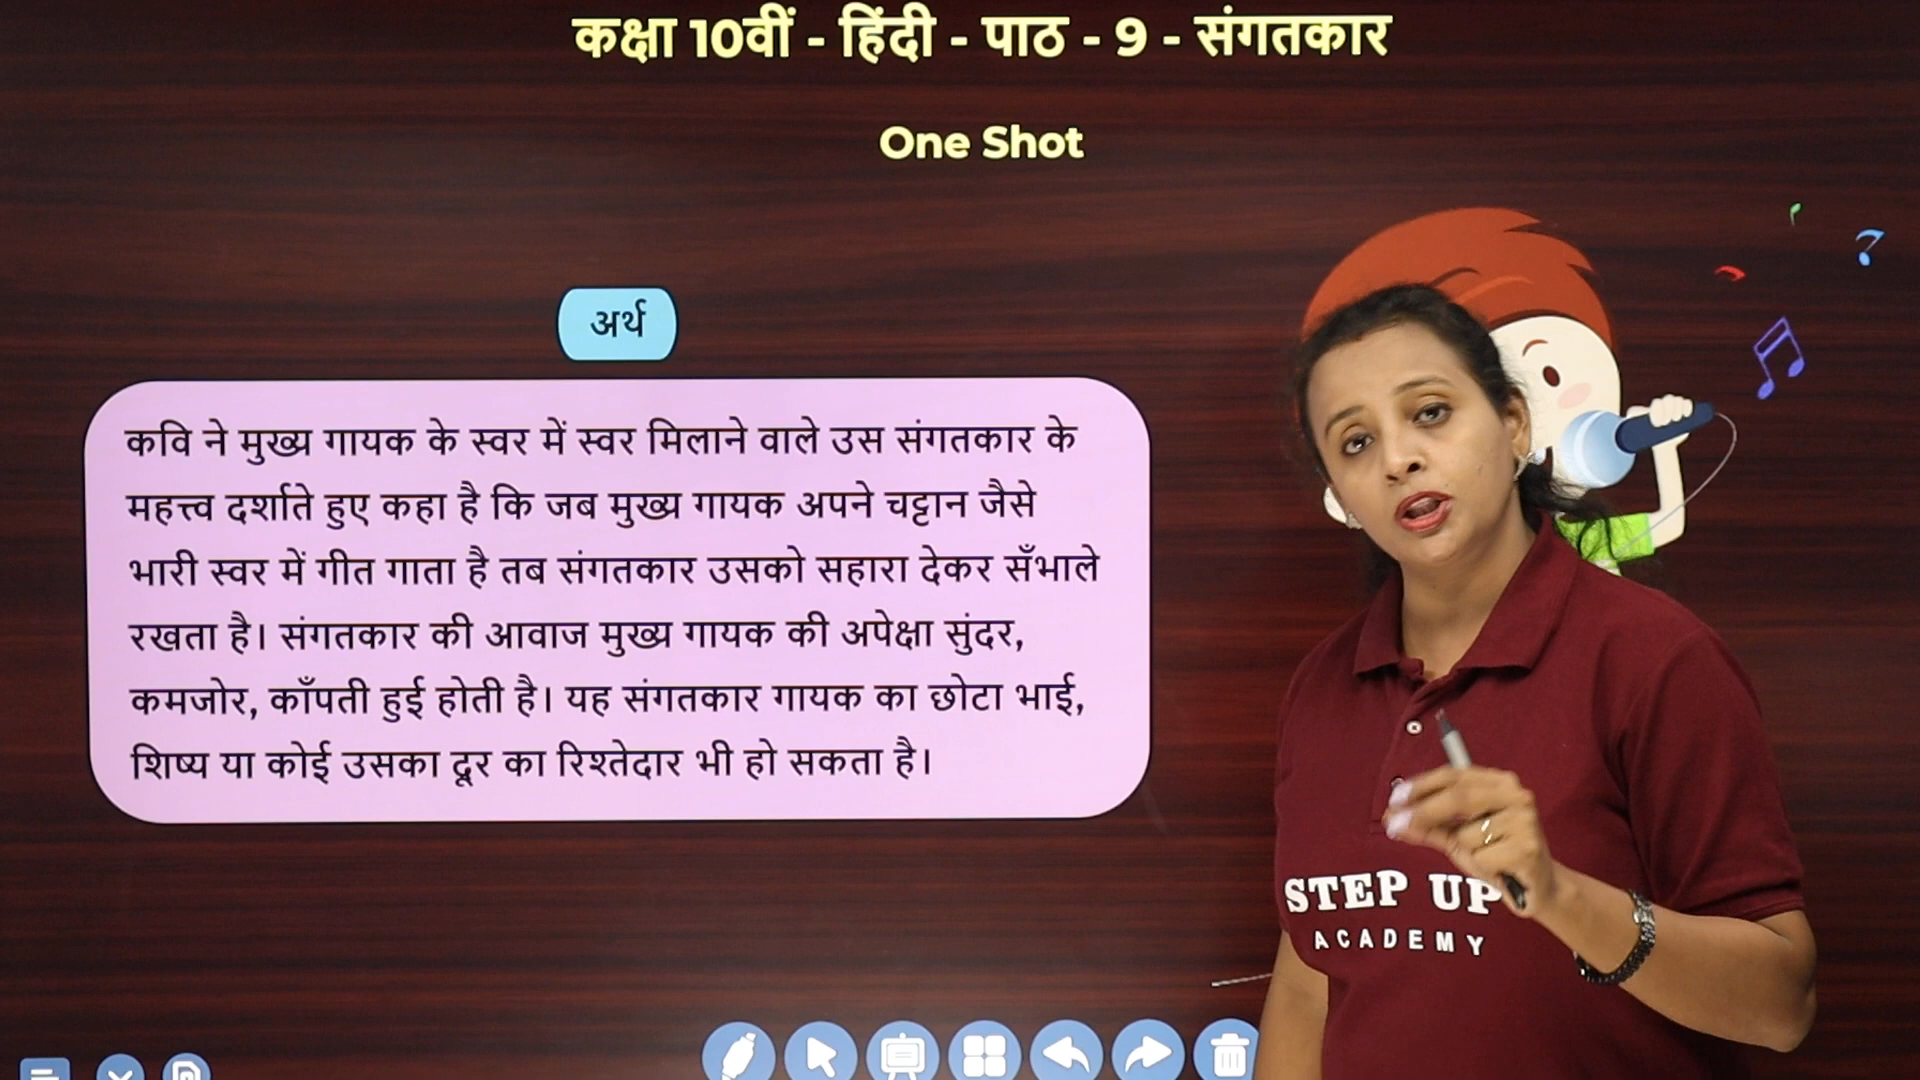 कक्षा 10वीं - हिंदी - पाठ - 9 - संगतकार
One Shot
अर्थ
कवि ने मुख्य गायक के स्वर में स्वर मिलाने वाले उस संगतकार के
महत्त्व दर्शाते हुए कहा है कि जब मुख्य गायक अपने चट्टान जैसे
भारी स्वर में गीत गाता है तब संगतकार उसको सहारा देकर सँभाले
रखता है। संगतकार की आवाज मुख्य गायक की अपेक्षा सुंदर,
कमजोर, काँपती हुई होती है। यह संगतकार गायक का छोटा भाई,
शिष्य या कोई उसका दूर का रिश्तेदार भी हो सकता है।
STEP UP
ACADEMY